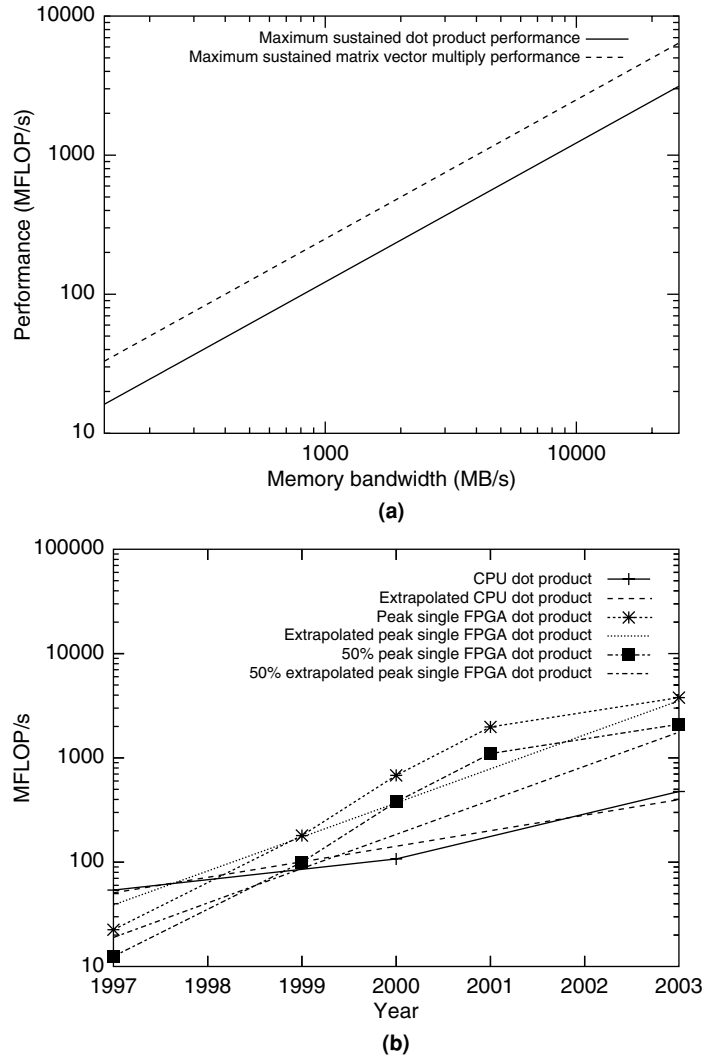 10000
Maximum sustained dot product performance
Maximum sustained matrix vector multiply performance
1000
100
10
Performance (MFLOP/s)
1000
10000
Memory bandwidth (MB/s)
(a)
100000
CPU dot product
Extrapolated CPU dot product
Peak single FPGA dot product
Extrapolated peak single FPGA dot product
50% peak single FPGA dot product
50% extrapolated peak single FPGA dot product
10000
1000
100
10
MFLOP/s
1997
1998
1999
2000
2001
2002
2003
Year
(b)